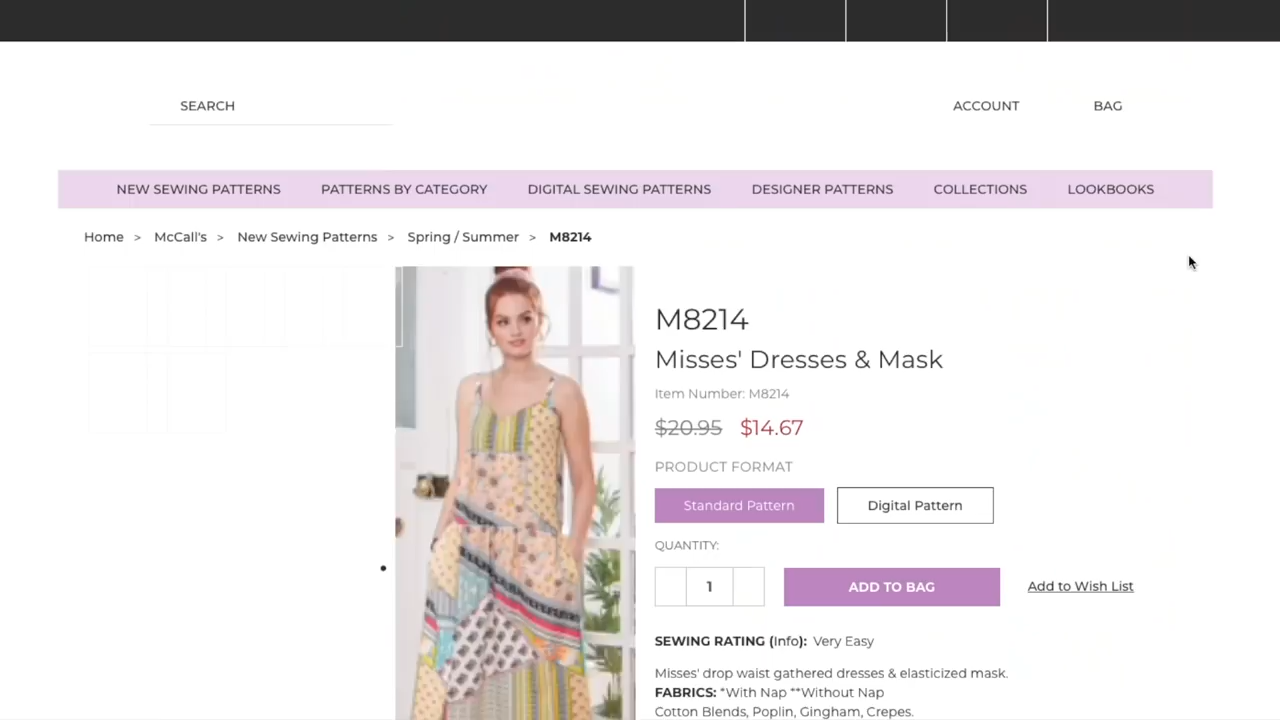 SEARCH
ACCOUNT
BAG
NEW SEWING PATTERNS PATTERNS BY CATEGORY DIGITAL SEWING PATTERNS DESIGNER PATTERNS COLLECTIONS LOOKBOOKS
Home > McCall's > New Sewing Patterns > Spring / Summer > M8214
M8214
Misses' Dresses & Mask
Item Number: M8214
$20.95 $14.67
PRODUCT FORMAT
Standard Pattern Digital Pattern
QUANTITY:
1 ADD TO BAG Add to Wish List
SEWING RATING (Info): Very Easy
Misses' drop waist gathered dresses & elasticized mask.
FABRICS: *With Nap **Without Nap
Cotton Blends, Poplin, Gingham, Crepes.